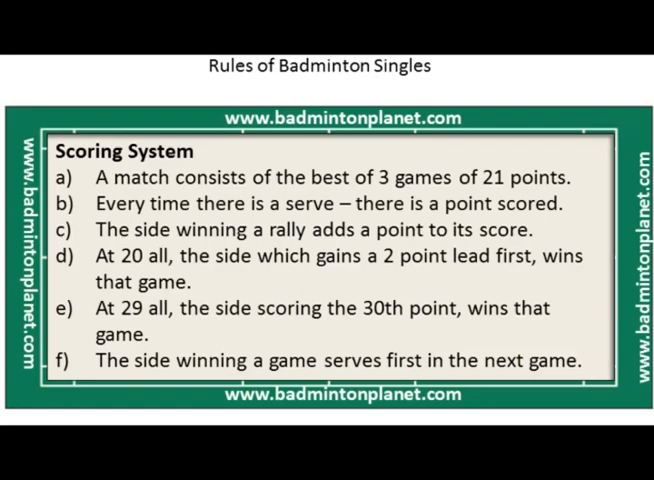 Rules of Badminton Singles
www.badmintonplanet.com
www.badmintonplanet.com
www.badmintonplanet.com
Scoring System
a) A match consists of the best of 3 games of 21 points.
b) Every time there is a serve – there is a point scored.
c) The side winning a rally adds a point to its score.
d) At 20 all, the side which gains a 2 point lead first, wins
that game.
e) At 29 all, the side scoring the 30th point, wins that
game.
f) The side winning a game serves first in the next game.
www.badmintonplanet.com